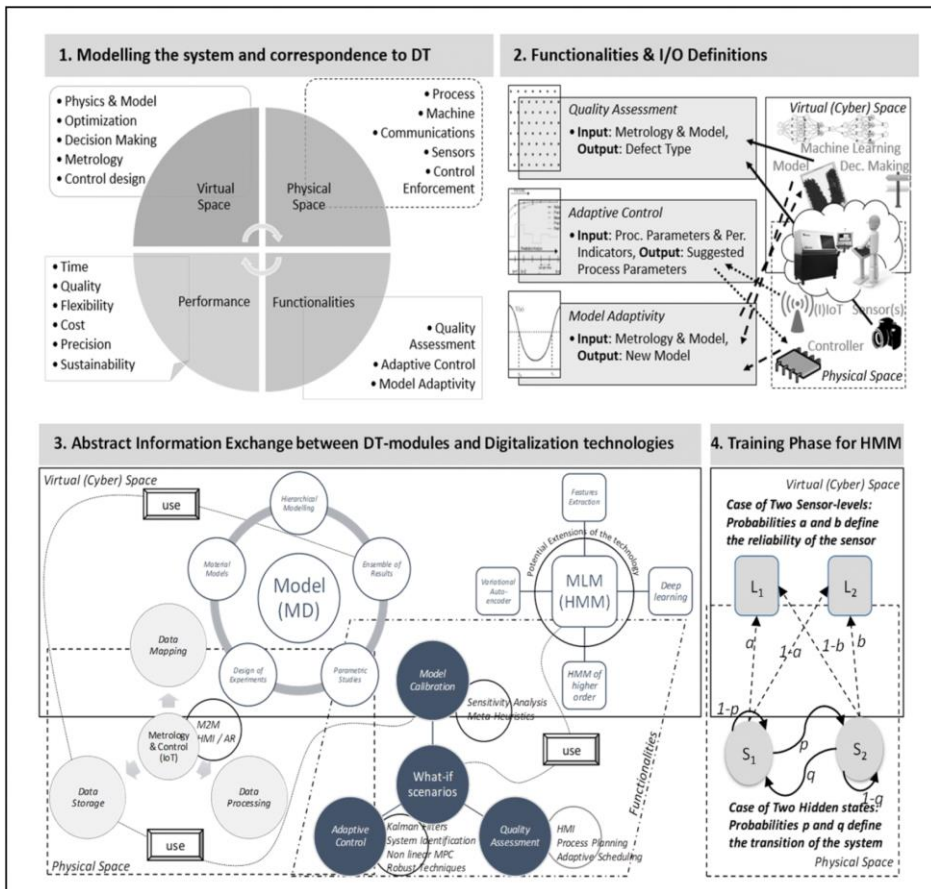 1. Modelling the system and correspondence to DT
• Physics & Model
• Optimization
• Decision Making
• Metrology
• Control design
• Process
• Machine
• Communications
• Sensors
• Control
Enforcement
Virtual
Space
Physical
Space
Performance
Functionalities
• Time
• Quality
• Flexibility
• Cost
• Precision
• Sustainability
• Quality
Assessment
• Adaptive Control
• Model Adaptivity
2. Functionalities & I/O Definitions
Quality Assessment
• Input: Metrology & Model,
Output: Defect Type
Adaptive Control
• Input: Proc. Parameters & Per.
Indicators, Output: Suggested
Process Parameters
Model Adaptivity
• Input: Metrology & Model,
Output: New Model
Virtual (Cyber) Space
Machine Learning
Model
Dec. Making
(I)IoT
Sensor(s)
Controller
Physical Space
3. Abstract Information Exchange between DT-modules and Digitalization technologies
Virtual (Cyber) Space
use
Hierarchical
Modelling
Material
Models
Ensemble of
Results
Model
(MD)
Design of
Experiments
Parametric
Studies
Data
Mapping
Metrology
& Control
(IoT)
M2M
HMI / AR
Data
Storage
Data
Processing
use
Physical Space
Features
Extraction
Potential Extensions of the technology
Variational
Auto-
encoder
MLM
(HMM)
Deep
learning
HMM of
higher
order
Model
Calibration
Sensitivity Analysis
Meta Heuristics
use
What-if
scenarios
Functionalities
Adaptive
Control
Kalman Filters
System Identification
Non linear MPC
Robust Techniques
Quality
Assessment
HMI
Process Planning
Adaptive Scheduling
4. Training Phase for HMM
Virtual (Cyber) Space
Case of Two Sensor-levels:
Probabilities a and b define
the reliability of the sensor
L1
L2
a
1-a
1-b
b
1-p
p
S1
S2
q
1-q
Case of Two Hidden states:
Probabilities p and q define
the transition of the system
Physical Space